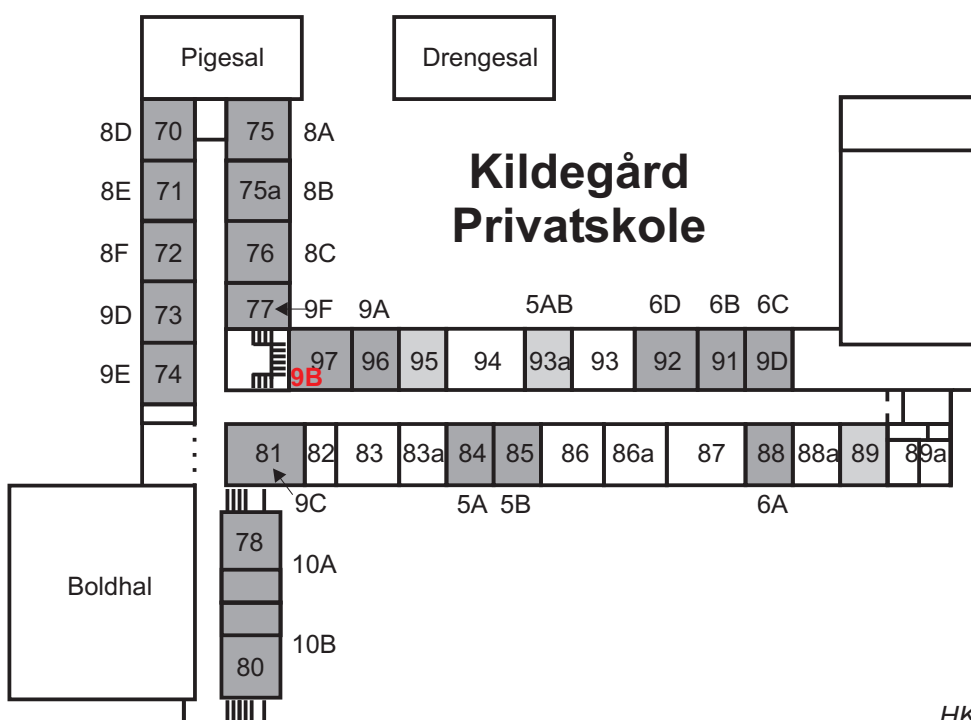 Pigesal
Drengesal
Kildegård
Privatskole
8D 70 75 8A
8E 71 75a 8B
8F 72 76 8C
9D 73 77 9F 9A 5AB 6D 6B 6C
9E 74 9B 97 96 95 94 93a 93 92 91 9D
81 82 83 83a 84 85 86 86a 87 88 88a 89 89a
9C 5A 5B 6A
78 10A
Boldhal
10B
80
HK